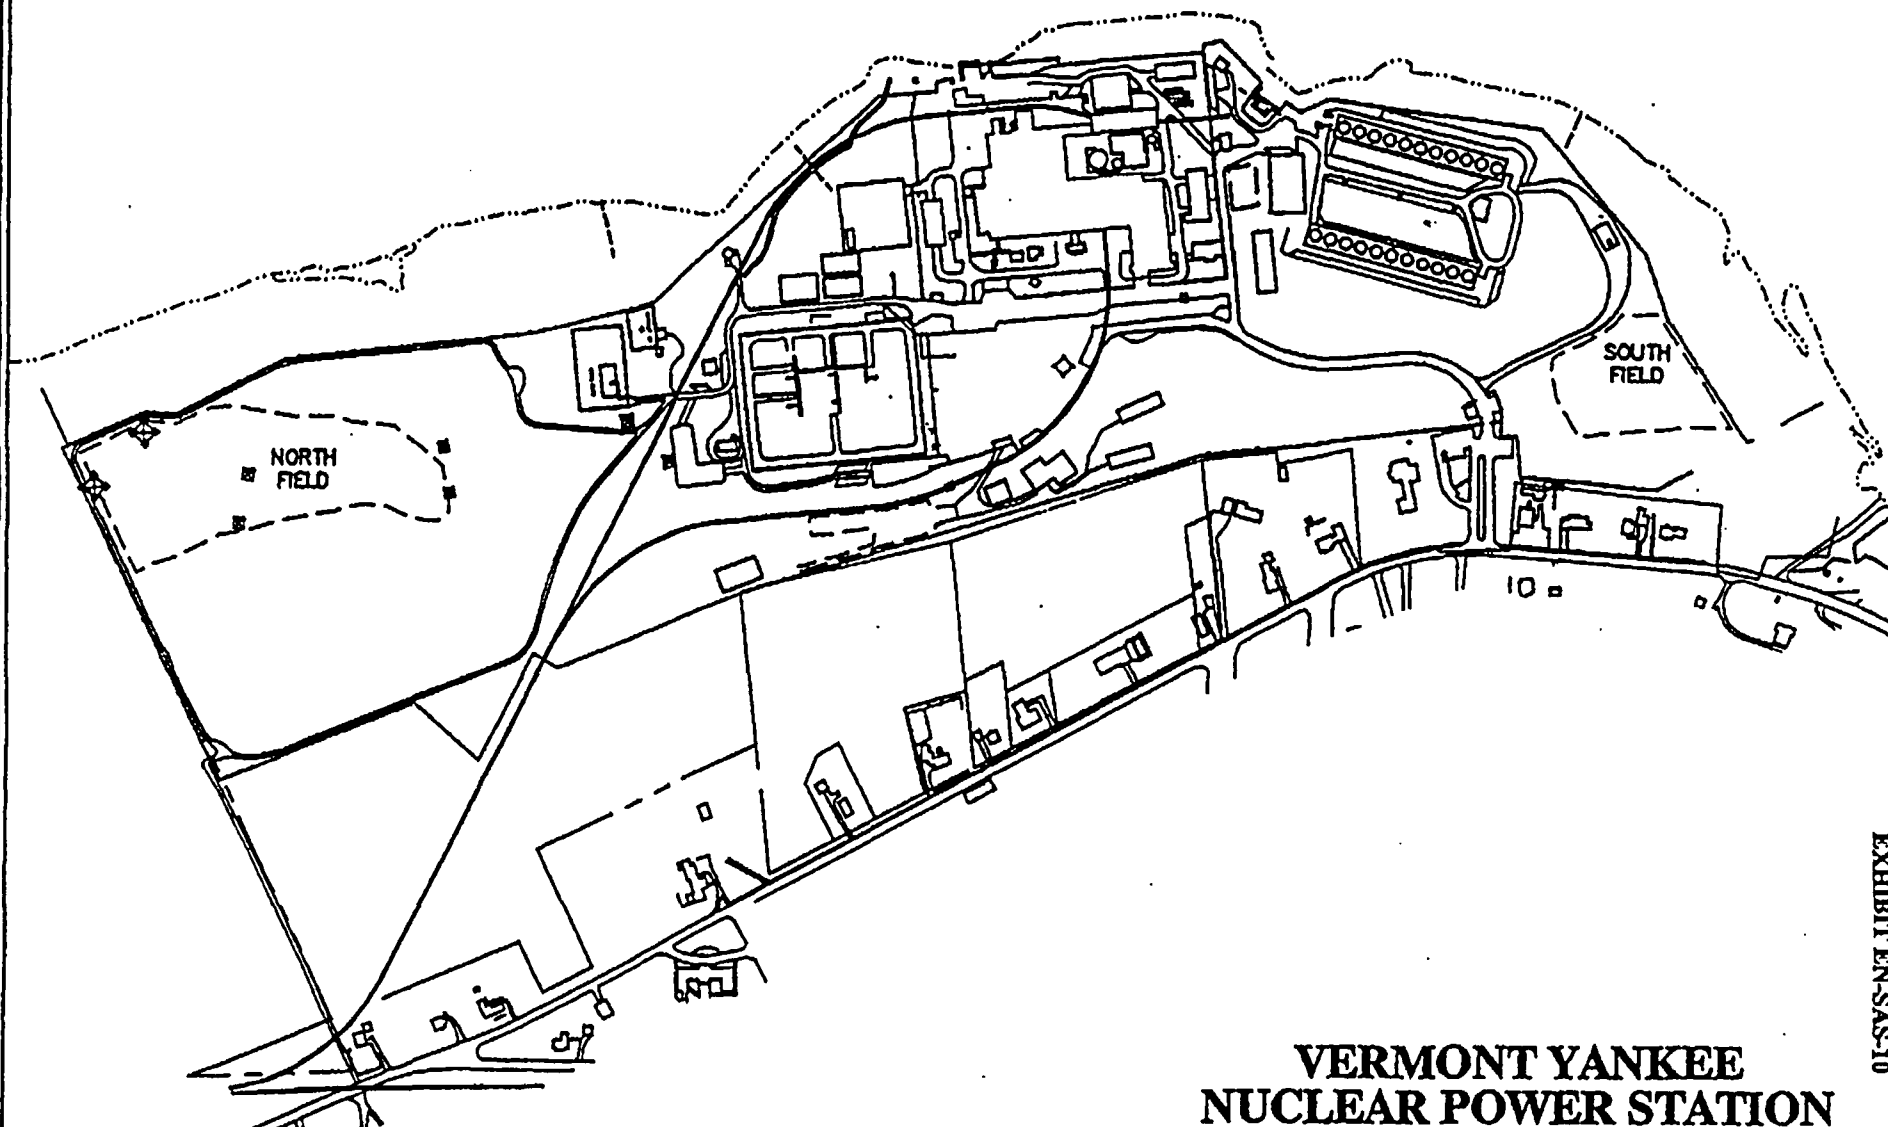 NORTH
FIELD
SOUTH
FIELD
EXHIBIT EN-SAS-10
VERMONT YANKEE
NUCLEAR POWER STATION